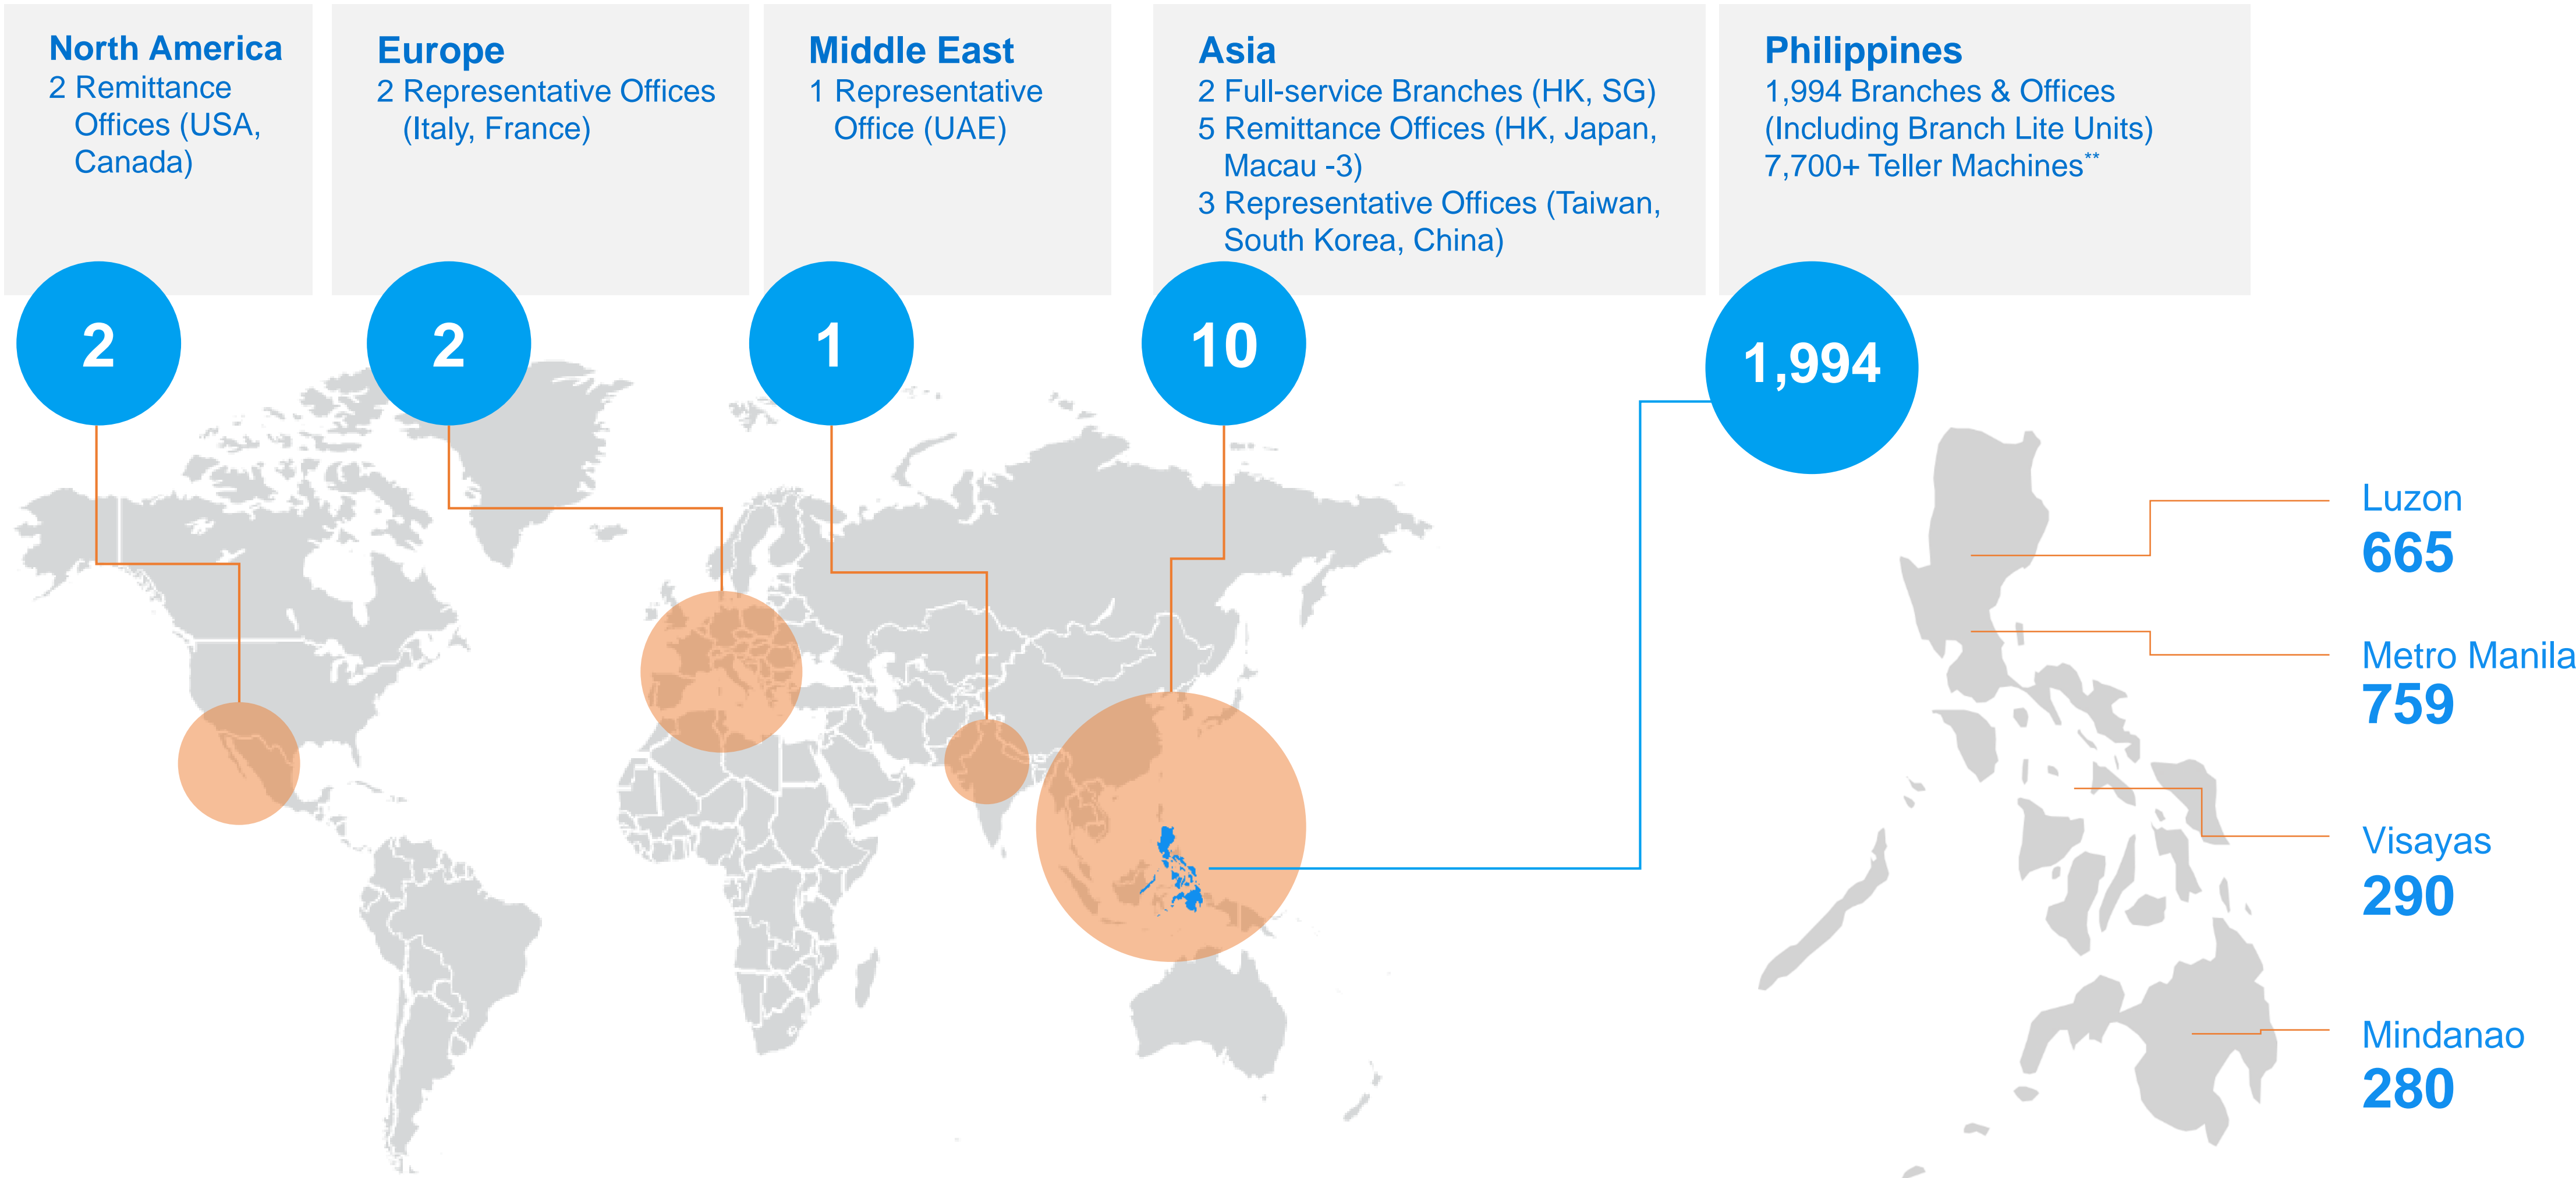 North America
2 Remittance
Offices (USA,
Canada)
Europe
2 Representative Offices
(Italy, France)
Middle East
1 Representative
Office (UAE)
Asia
2 Full-service Branches (HK, SG)
5 Remittance Offices (HK, Japan,
Macau -3)
3 Representative Offices (Taiwan,
South Korea, China)
Philippines
1,994 Branches & Offices
(Including Branch Lite Units)
7,700+ Teller Machines**
2
2
1
10
1,994
Luzon
665
Metro Manila
759
Visayas
290
Mindanao
280